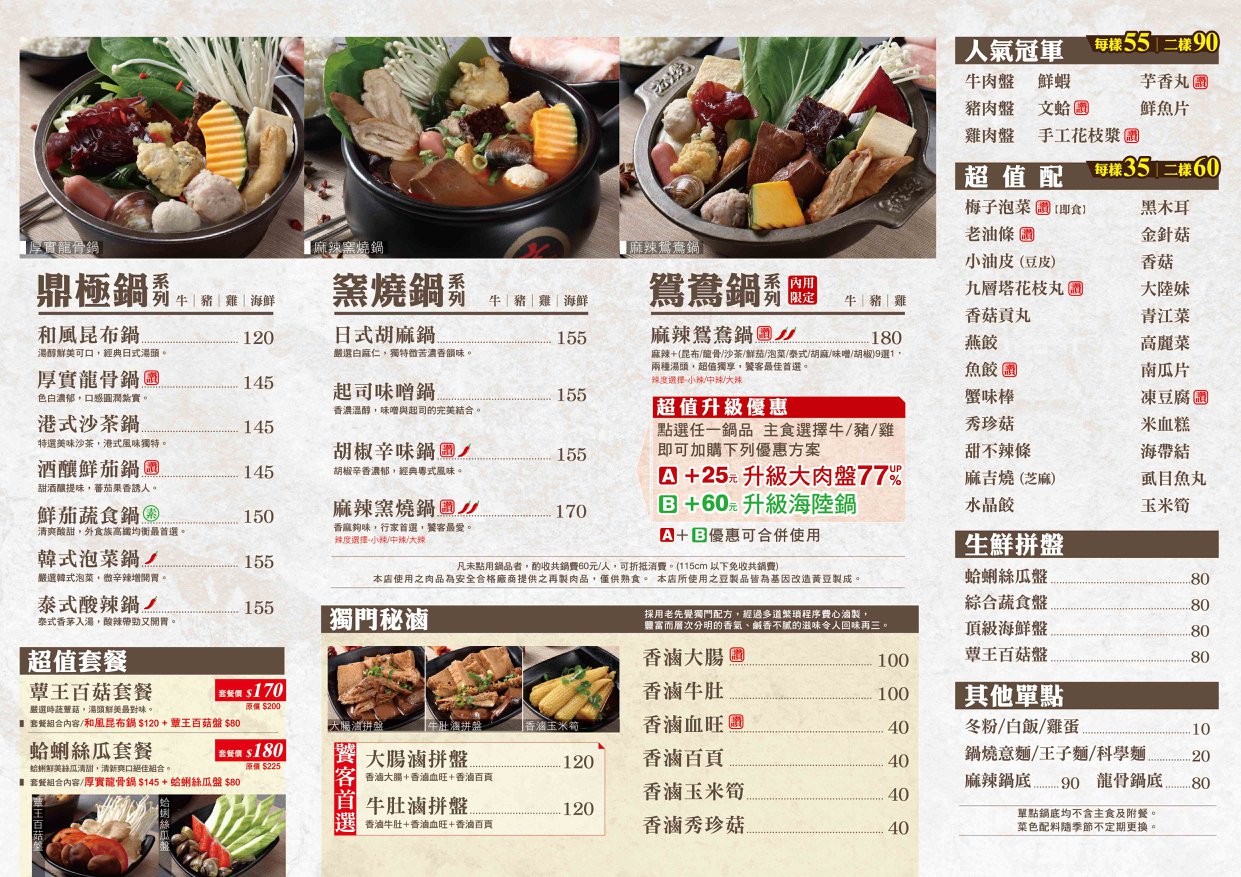 厚實龍骨鍋
麻辣窯燒鍋
麻辣鴛鴦鍋
鼎極鍋系列 牛｜豬｜雞｜海鮮
和風昆布鍋 120
湯醇鮮美可口，經典日式湯頭。
厚實龍骨鍋 讚 145
色白濃郁，口感圓潤紮實。
港式沙茶鍋 145
特選美味沙茶，港式風味獨特。
酒釀鮮茄鍋 讚 145
甜酒釀提味，蕃茄果香誘人。
鮮茄蔬食鍋 素 150
清爽酸甜，外食族高纖均衡最首選。
韓式泡菜鍋 155
嚴選韓式泡菜，微辛辣增開胃。
泰式酸辣鍋 155
泰式香茅入湯，酸辣帶勁又開胃。
超值套餐
蕈王百菇套餐 套餐價 $170
嚴選時蔬蕈菇，湯頭鮮美最對味。 原價 $200
套餐組合內容/和風昆布鍋 $120 + 蕈王百菇盤 $80
蛤蜊絲瓜套餐 套餐價 $180
蛤蜊鮮美絲瓜清甜，清新爽口絕佳組合。 原價 $225
套餐組合內容/厚實龍骨鍋 $145 + 蛤蜊絲瓜盤 $80
蕈王百菇盤
蛤蜊絲瓜盤
窯燒鍋系列 牛｜豬｜雞｜海鮮
日式胡麻鍋 155
嚴選白麻仁，獨特微苦濃香韻味。
起司味噌鍋 155
香濃溫醇，味噌與起司的完美結合。
胡椒辛味鍋 讚 155
胡椒辛香濃郁，經典粵式風味。
麻辣窯燒鍋 讚 170
香麻夠味，行家首選，饕客最愛。
辣度選擇-小辣/中辣/大辣
鴛鴦鍋系列 內用限定 牛｜豬｜雞
麻辣鴛鴦鍋 讚 180
麻辣+(昆布/龍骨/沙茶/鮮茄/泡菜/泰式/胡麻/味噌/胡椒)9選1，
兩種湯頭，超值獨享，饕客最佳首選。
辣度選擇-小辣/中辣/大辣
超值升級優惠
點選任一鍋品 主食選擇牛/豬/雞
即可加購下列優惠方案
A +25元 升級大肉盤77%UP
B +60元 升級海陸鍋
A+B優惠可合併使用
凡未點用鍋品者，酌收共鍋費60元/人，可折抵消費。(115cm 以下免收共鍋費)
本店使用之肉品為安全合格廠商提供之再製肉品，僅供熟食。 本店所使用之豆製品皆為基因改造黃豆製成。
獨門秘滷
採用老先覺獨門配方，經過多道繁瑣程序費心滷製，
豐富而層次分明的香氣、鹹香不膩的滋味令人回味再三。
大腸滷拼盤
牛肚滷拼盤
香滷玉米筍
饕客首選
大腸滷拼盤 120
香滷大腸+香滷血旺+香滷百頁
牛肚滷拼盤 120
香滷牛肚+香滷血旺+香滷百頁
香滷大腸 讚 100
香滷牛肚 100
香滷血旺 讚 40
香滷百頁 40
香滷玉米筍 40
香滷秀珍菇 40
人氣冠軍 每樣55｜二樣90
牛肉盤 鮮蝦 芋香丸 讚
豬肉盤 文蛤 讚 鮮魚片
雞肉盤 手工花枝漿 讚
超值配 每樣35｜二樣60
梅子泡菜 讚 [即食] 黑木耳
老油條 讚 金針菇
小油皮 (豆皮) 香菇
九層塔花枝丸 讚 大陸妹
香菇貢丸 青江菜
燕餃 高麗菜
魚餃 讚 南瓜片
蟹味棒 凍豆腐 讚
秀珍菇 米血糕
甜不辣條 海帶結
麻吉燒 (芝麻) 虱目魚丸
水晶餃 玉米筍
生鮮拼盤
蛤蜊絲瓜盤 80
綜合蔬食盤 80
頂級海鮮盤 80
蕈王百菇盤 80
其他單點
冬粉/白飯/雞蛋 10
鍋燒意麵/王子麵/科學麵 20
麻辣鍋底 90 龍骨鍋底 80
單點鍋底均不含主食及附餐。
菜色配料隨季節不定期更換。